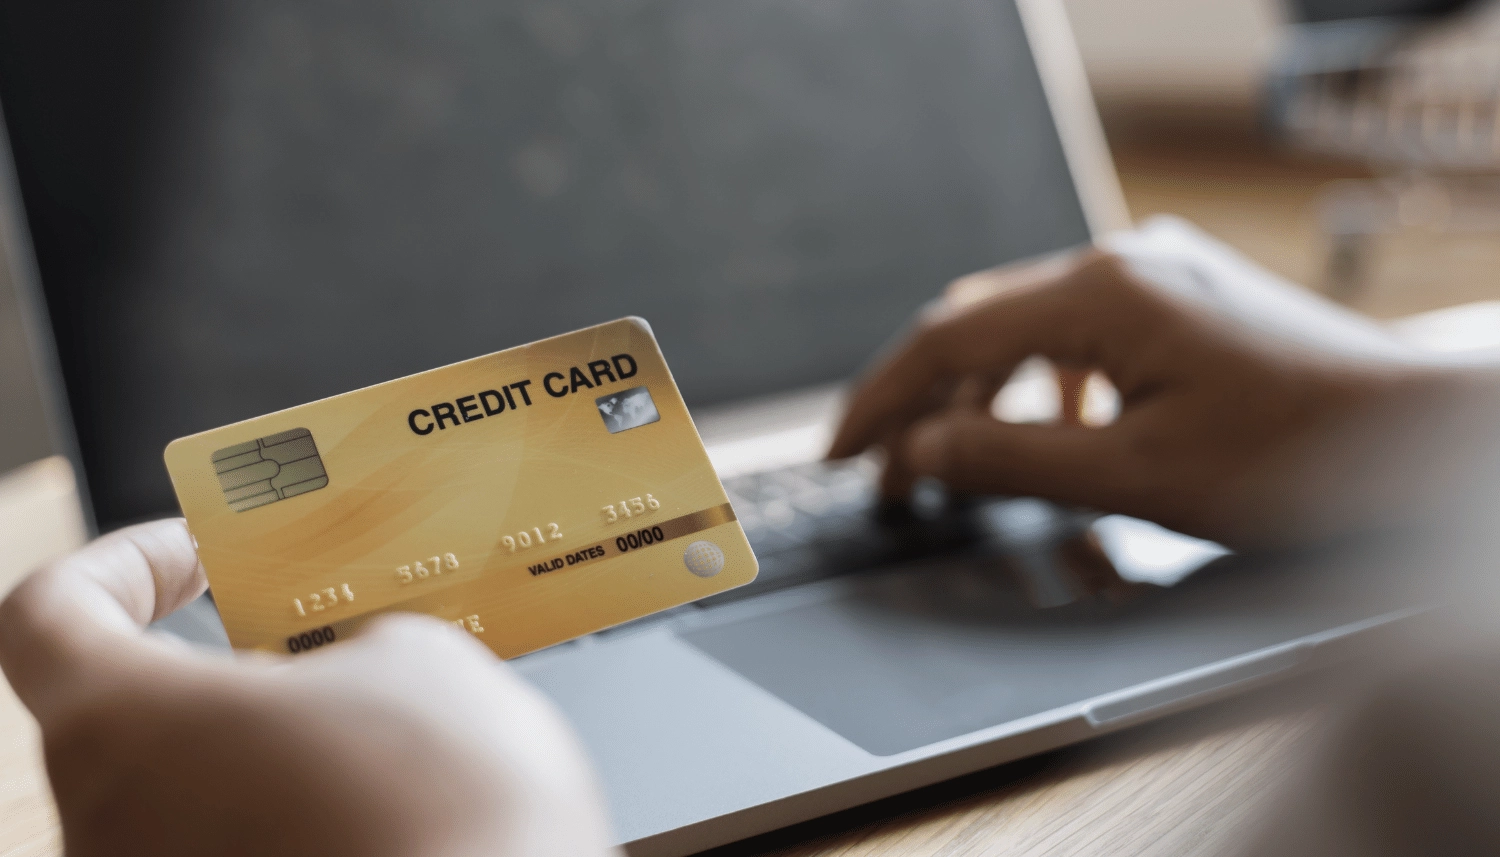 CREDIT CARD
1234 5678 9012 3456
VALID DATES 00/00
0000